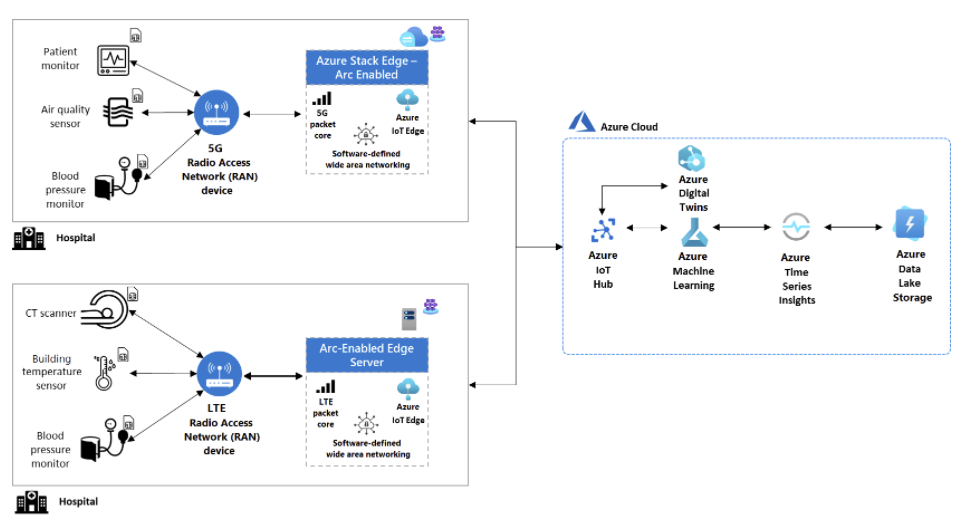 Patient
monitor
Air quality
sensor
Blood
pressure
monitor
5G
Radio Access
Network (RAN)
device
Azure Stack Edge –
Arc Enabled
5G
packet
core
Azure
IoT Edge
Software-defined
wide area networking
Hospital
CT scanner
Building
temperature
sensor
Blood
pressure
monitor
LTE
Radio Access
Network (RAN)
device
Arc-Enabled Edge
Server
LTE
packet
core
Azure
IoT Edge
Software-defined
wide area networking
Hospital
Azure Cloud
Azure
Digital
Twins
Azure
IoT
Hub
Azure
Machine
Learning
Azure
Time
Series
Insights
Azure
Data
Lake
Storage